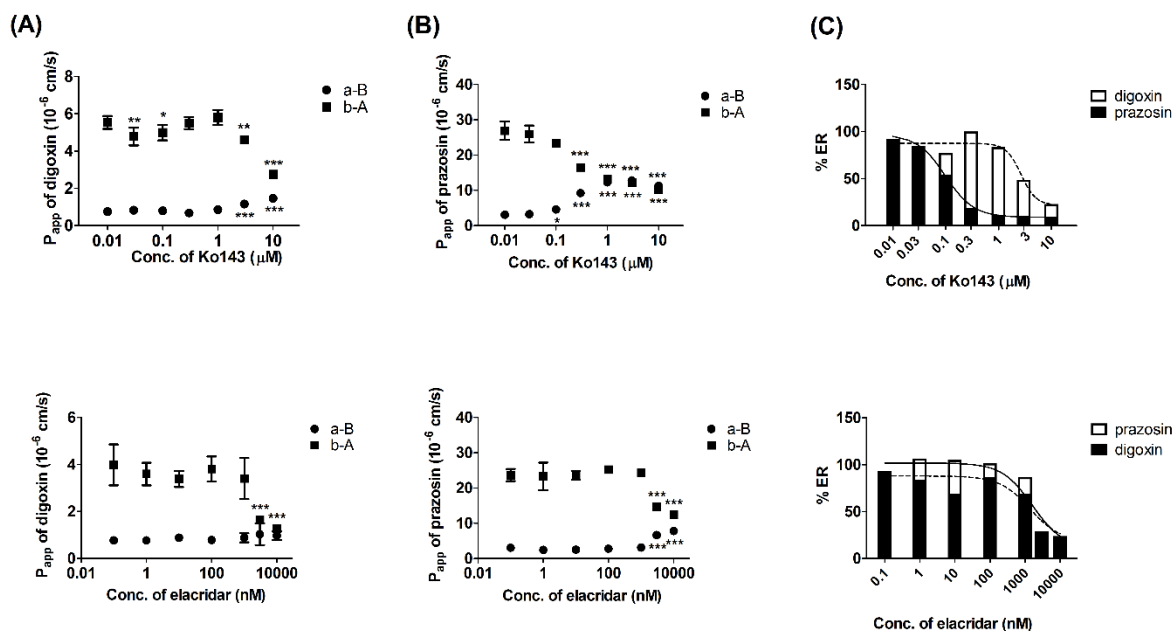 (A)
P_app of digoxin (10^-6 cm/s)
8
6
4
2
0
** * ** *** *** ***
0.01 0.1 1 10
Conc. of Ko143 (μM)
a-B
b-A
(B)
P_app of prazosin (10^-6 cm/s)
40
30
20
10
0
*** *** *** *** * *** *** *** ***
0.01 0.1 1 10
Conc. of Ko143 (μM)
a-B
b-A
(C)
% ER
150
100
50
0
0.01 0.03 0.1 0.3 1 3 10
Conc. of Ko143 (μM)
digoxin
prazosin
P_app of digoxin (10^-6 cm/s)
6
4
2
0
*** ***
0.01 1 100 10000
Conc. of elacridar (nM)
a-B
b-A
P_app of prazosin (10^-6 cm/s)
40
30
20
10
0
*** *** *** ***
0.01 1 100 10000
Conc. of elacridar (nM)
a-B
b-A
% ER
150
100
50
0
0.1 1 10 100 1000 10000
Conc. of elacridar (nM)
prazosin
digoxin